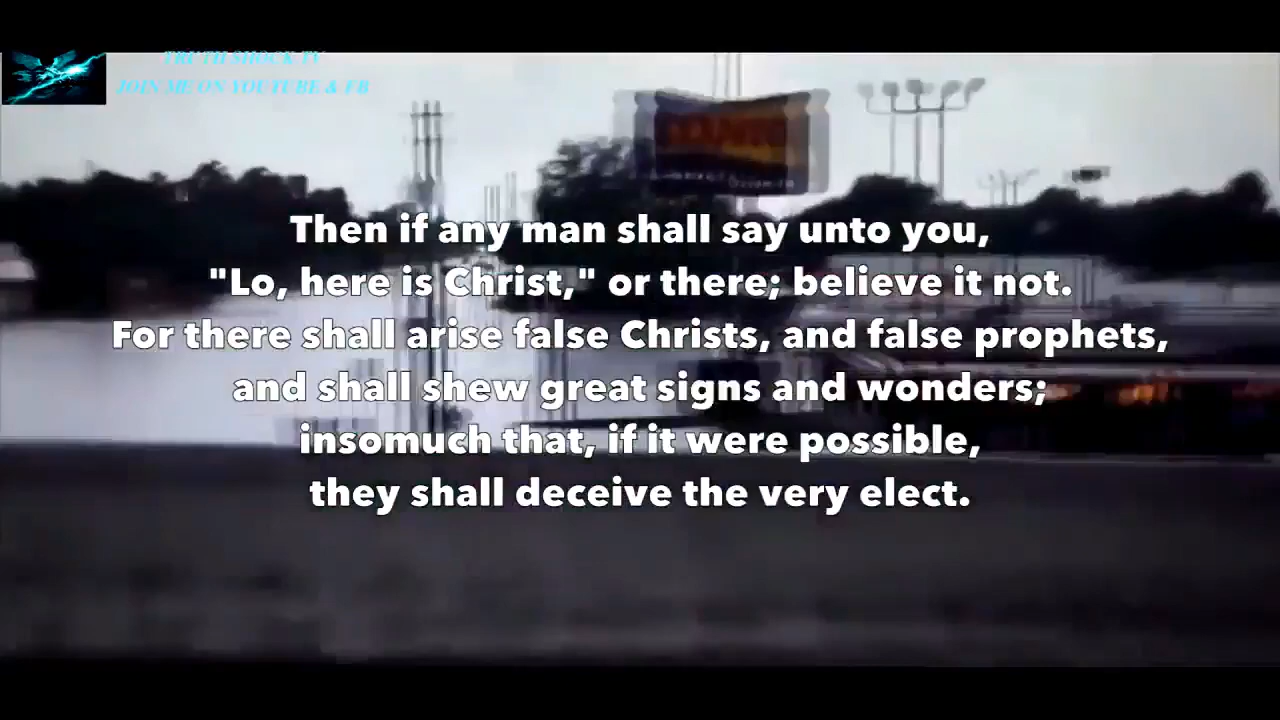 TRUTH SHOCK TV
JOIN ME ON YOUTUBE & FB
Then if any man shall say unto you,
"Lo, here is Christ," or there; believe it not.
For there shall arise false Christs, and false prophets,
and shall shew great signs and wonders;
insomuch that, if it were possible,
they shall deceive the very elect.